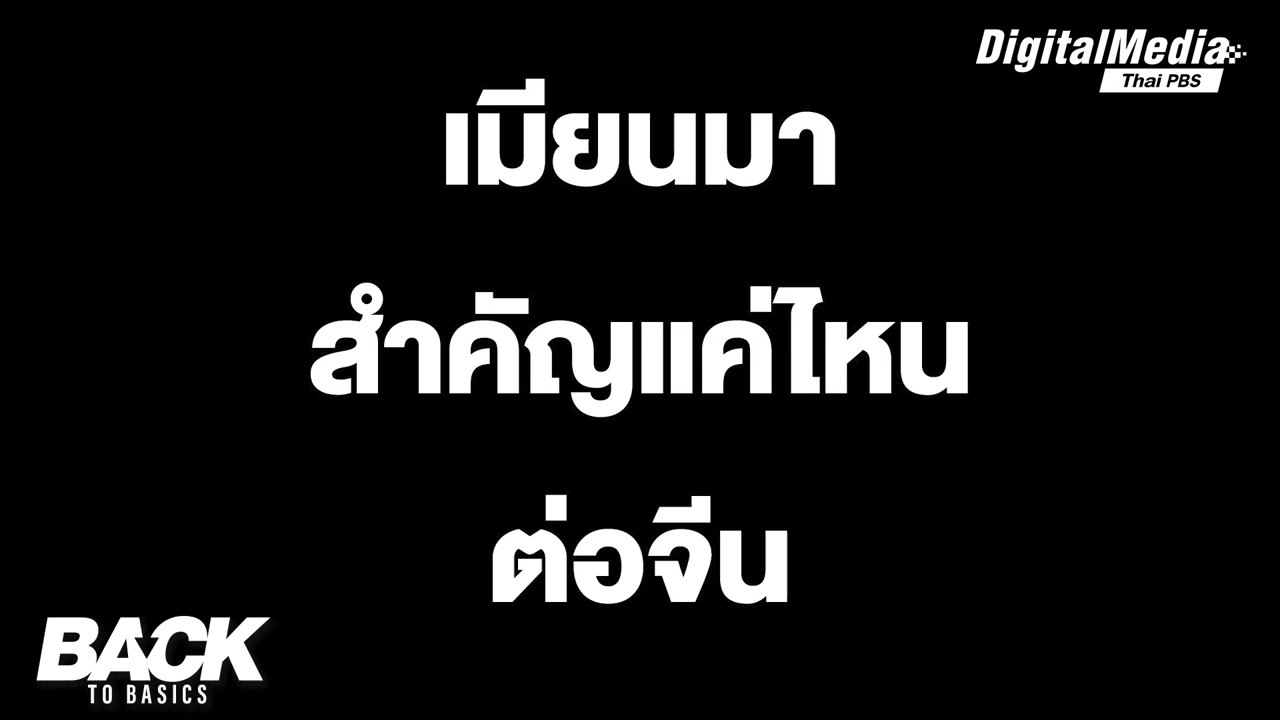 DigitalMedia
Thai PBS
เมียนมา
สำคัญแค่ไหน
ต่อจีน
BACK
TO BASICS